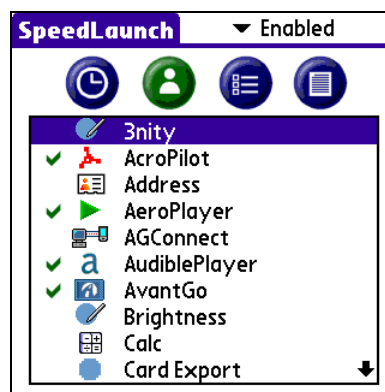 SpeedLaunch
Enabled
3nity
AcroPilot
Address
AeroPlayer
AGConnect
AudiblePlayer
AvantGo
Brightness
Calc
Card Export